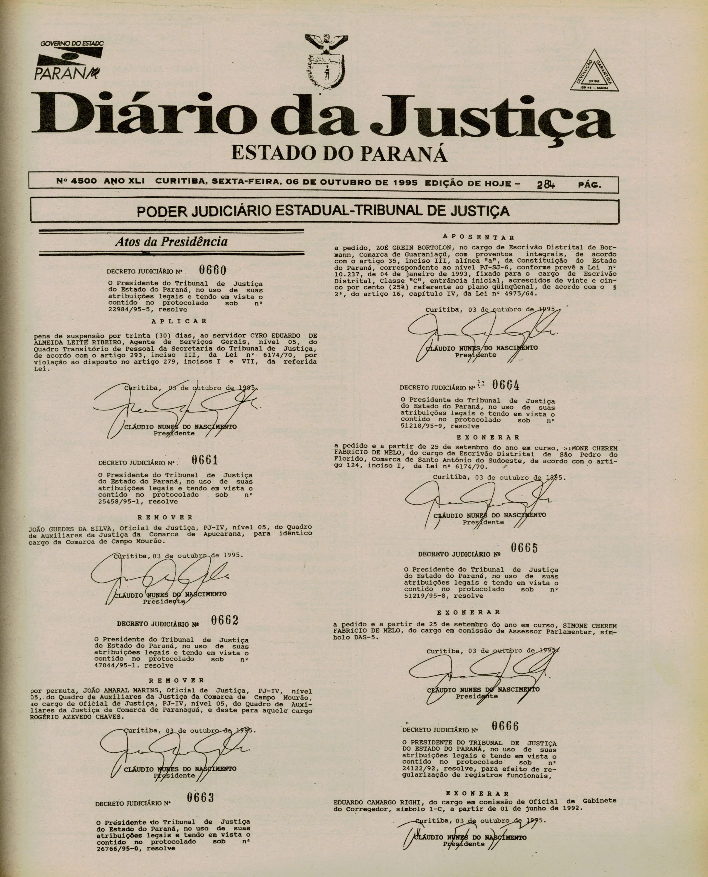 GOVERNO DO ESTADO
PARANÁ
Diário da Justiça
ESTADO DO PARANÁ
Nº 4500 ANO XLI CURITIBA, SEXTA-FEIRA, 06 DE OUTUBRO DE 1995 EDIÇÃO DE HOJE - 284 PÁG.
PODER JUDICIÁRIO ESTADUAL-TRIBUNAL DE JUSTIÇA
Atos da Presidência
DECRETO JUDICIÁRIO Nº 0660
O Presidente do Tribunal de Justiça
do Estado do Paraná, no uso de suas
atribuições legais e tendo em vista o
contido no protocolado sob nº
22984/95-5, resolve
A P L I C A R
pena de suspensão por trinta (30) dias, ao servidor CYRO EDUARDO DE
ALMEIDA LEITE RIBEIRO, Agente de Serviços Gerais, nível 05, do
Quadro Transitório de Pessoal da Secretaria do Tribunal de Justiça,
de acordo com o artigo 293, inciso III, da Lei nº 6174/70, por
violação ao disposto no artigo 279, incisos I e VII, da referida
Lei.
Curitiba, 03 de outubro de 1995.
CLÁUDIO NUNES DO NASCIMENTO
Presidente
DECRETO JUDICIÁRIO Nº. 0661
O Presidente do Tribunal de Justiça
do Estado do Paraná, no uso de suas
atribuições legais e tendo em vista o
contido no protocolado sob nº
25458/95-1, resolve
R E M O V E R
JOÃO GUEDES DA SILVA, Oficial de Justiça, PJ-IV, nível 05, do Quadro
de Auxiliares da Justiça da Comarca de Apucarana, para idêntico
cargo de Comarca de Campo Mourão.
Curitiba, 03 de outubro de 1995.
CLÁUDIO NUNES DO NASCIMENTO
Presidente
DECRETO JUDICIÁRIO Nº 0662
O Presidente do Tribunal de Justiça
do Estado do Paraná, no uso de suas
atribuições legais e tendo em vista o
contido no protocolado sob nº
47044/95-1, resolve
R E M O V E R
por permuta, JOÃO AMARAL MARINS, Oficial de Justiça, PJ-IV, nível
05, do Quadro de Auxiliares da Justiça da Comarca de Campo Mourão,
ao cargo de Oficial de Justiça, PJ-IV, nível 05, do Quadro de Auxi-
liares da Justiça da Comarca de Paranaguá, e deste para aquele cargo
ROGÉRIO AZEVEDO CHAVES.
Curitiba, 03 de outubro de 1995.
CLÁUDIO NUNES DO NASCIMENTO
Presidente
DECRETO JUDICIÁRIO Nº 0663
O Presidente do Tribunal de Justiça
do Estado do Paraná, no uso de suas
atribuições legais e tendo em vista o
contido no protocolado sob nº
26766/95-0, resolve
A P O S E N T A R
a pedido, ZOÉ GREIN BORTOLON, no cargo de Escrivão Distrital de Bor-
mann, Comarca de Guaraniaçu, com proventos integrais, de acordo
com o artigo 35, inciso III, alínea "a", da Constituição do Estado
do Paraná, correspondente ao nível PJ-SJ-6, conforme prevê a Lei nº
10.237, de 04 de janeiro de 1993, fixado para o cargo de Escrivão
Distrital, Classe "C", entrância inicial, acrescidos de vinte e cin-
co por cento (25%) referente ao plano qüinqüenal, de acordo com o §
2º, do artigo 16, capítulo IV, da Lei nº 4975/64.
Curitiba, 03 de outubro de 1995.
CLÁUDIO NUNES DO NASCIMENTO
Presidente
DECRETO JUDICIÁRIO Nº 0664
O Presidente do Tribunal de Justiça
do Estado do Paraná, no uso de suas
atribuições legais e tendo em vista o
contido no protocolado sob nº
51218/95-9, resolve
E X O N E R A R
a pedido e a partir de 25 de setembro do ano em curso, SIMONE CHEREM
FABRÍCIO DE MELO, do cargo de Escrivão Distrital de São Pedro do
Florido, Comarca de Santo Antônio do Sudoeste, de acordo com o arti-
go 124, inciso I, da Lei nº 6174/70.
Curitiba, 03 de outubro de 1995.
CLÁUDIO NUNES DO NASCIMENTO
Presidente
DECRETO JUDICIÁRIO Nº 0665
O Presidente do Tribunal de Justiça
do Estado do Paraná, no uso de suas
atribuições legais e tendo em vista o
contido no protocolado sob nº
51219/95-8, resolve
E X O N E R A R
a pedido e a partir de 25 de setembro do ano em curso, SIMONE CHEREM
FABRÍCIO DE MELO, do cargo em comissão de Assessor Parlamentar, sím-
bolo DAS-5.
Curitiba, 03 de outubro de 1995.
CLÁUDIO NUNES DO NASCIMENTO
Presidente
DECRETO JUDICIÁRIO Nº 0666
O PRESIDENTE DO TRIBUNAL DE JUSTIÇA
DO ESTADO DO PARANÁ, no uso de suas
atribuições legais e tendo em vista o
contido no protocolado sob nº
24122/92, resolve, para efeito de re-
gularização de registros funcionais,
E X O N E R A R
EDUARDO CAMARGO RIGHI, do cargo em comissão de Oficial de Gabinete
do Corregedor, símbolo 1-C, a partir de 01 de junho de 1992.
Curitiba, 03 de outubro de 1995.
CLÁUDIO NUNES DO NASCIMENTO
Presidente